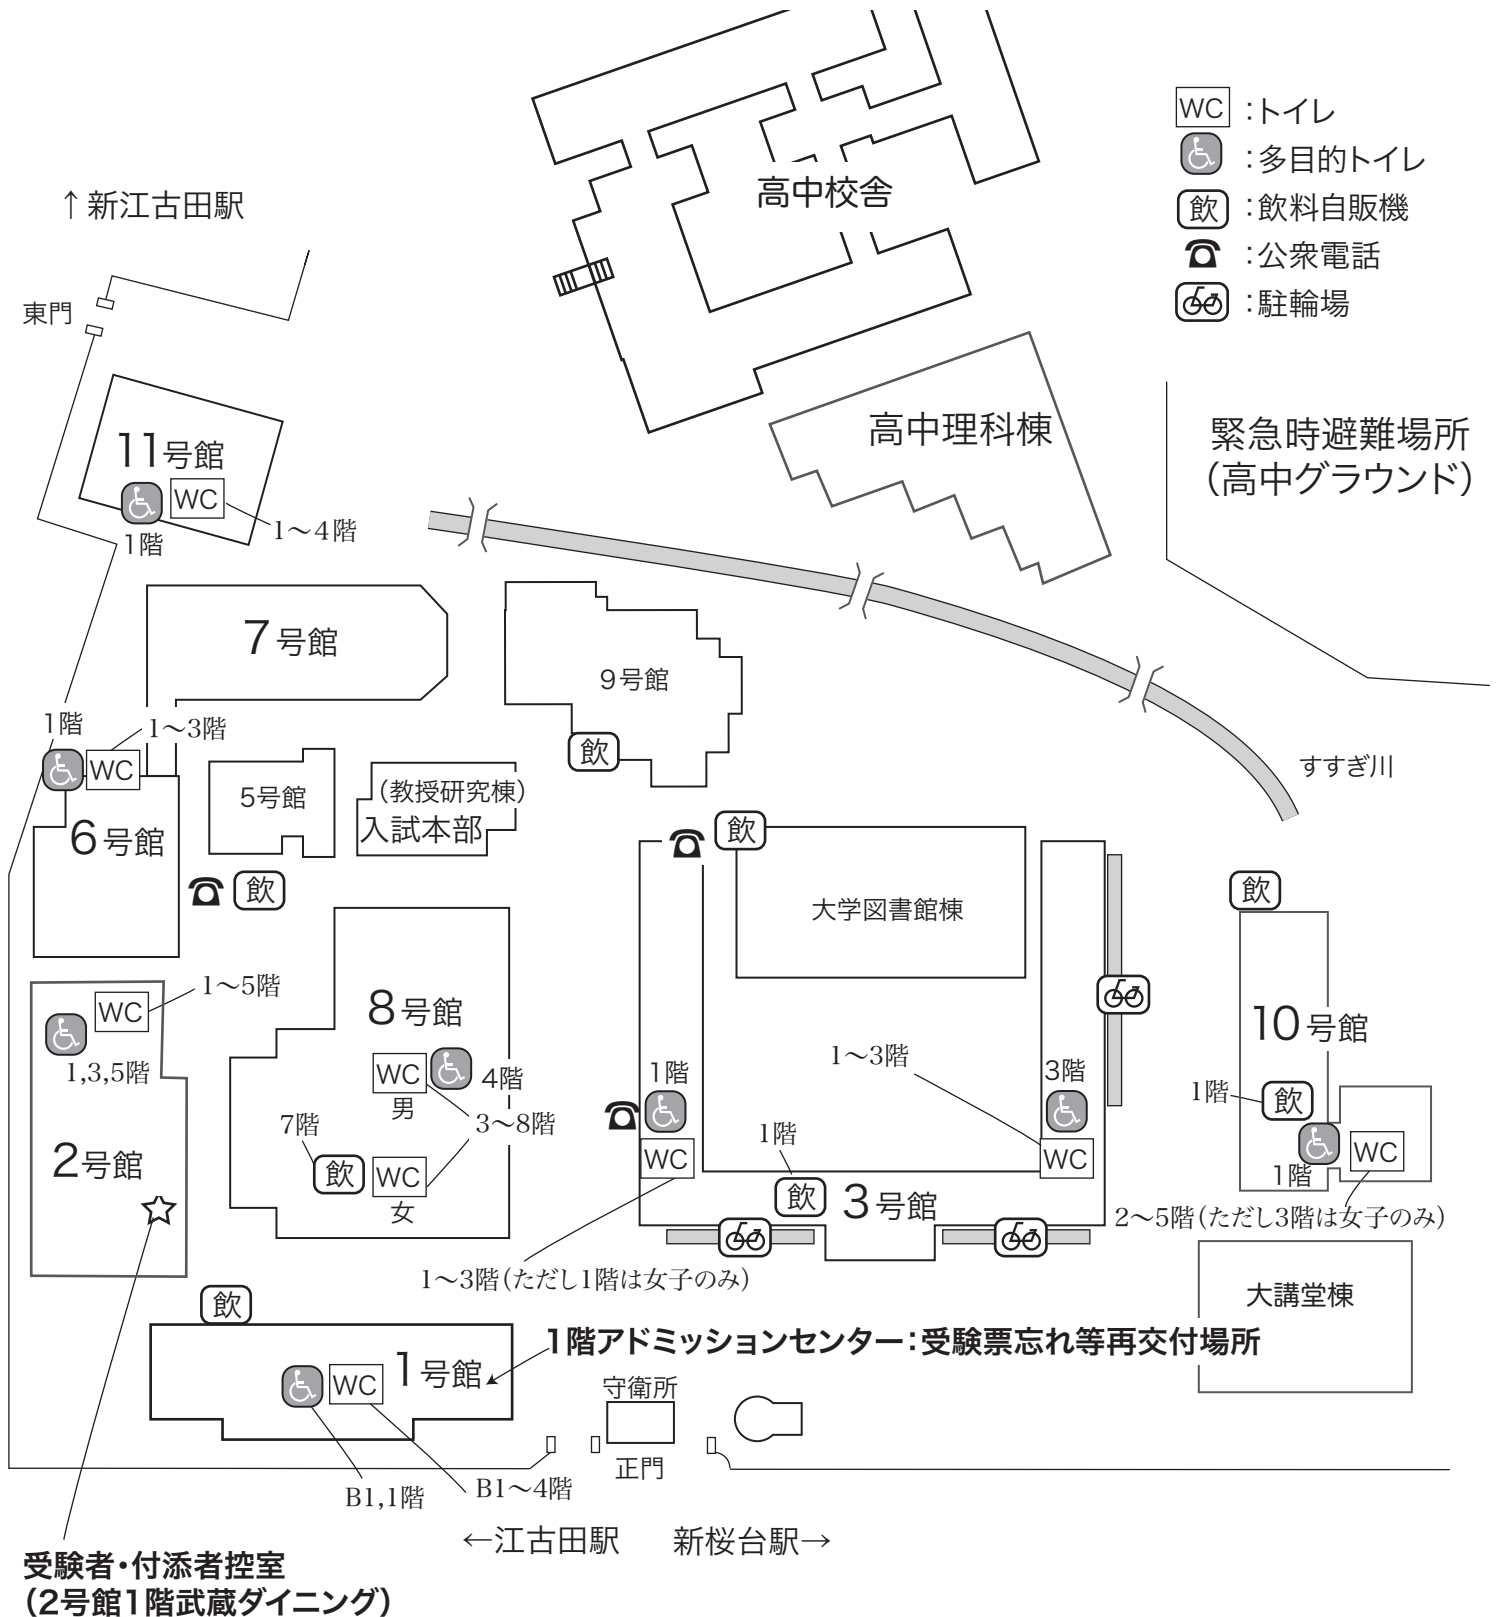 高中校舎
WC：トイレ
：多目的トイレ
飲：飲料自販機
：公衆電話
：駐輪場
↑新江古田駅
東門
高中理科棟
緊急時避難場所
（高中グラウンド）
11号館
WC
1階
1〜4階
7号館
9号館
飲
すすぎ川
1階
1〜3階
WC
6号館
5号館
（教授研究棟）
入試本部
飲
飲
大学図書館棟
飲
10号館
1階
飲
1階
WC
2〜5階（ただし3階は女子のみ）
1〜5階
WC
1,3,5階
2号館
8号館
WC
男
4階
3〜8階
7階
飲
WC
女
1階
WC
1〜3階
3階
WC
1階
飲
3号館
1〜3階（ただし1階は女子のみ）
大講堂棟
飲
1号館
WC
1階アドミッションセンター：受験票忘れ等再交付場所
守衛所
正門
B1,1階
B1〜4階
←江古田駅
新桜台駅→
受験者・付添者控室
（2号館1階武蔵ダイニング）